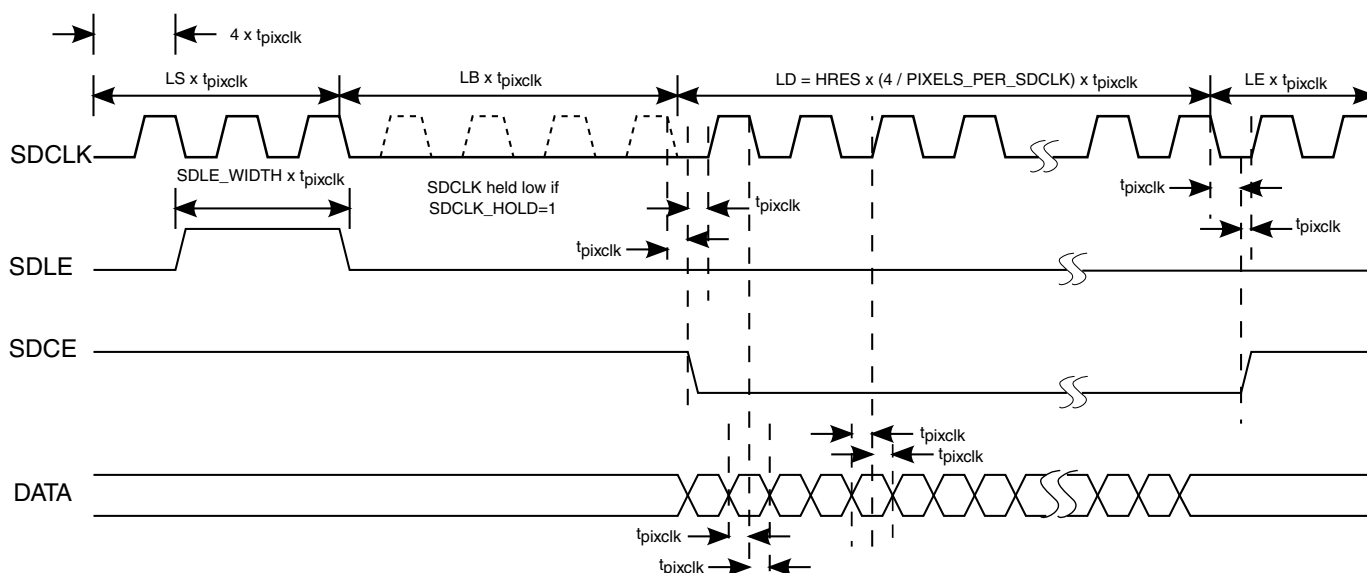 4 x tpixclk
LS x tpixclk
LB x tpixclk
LD = HRES x (4 / PIXELS_PER_SDCLK) x tpixclk
LE x tpixclk
SDCLK
SDLE_WIDTH x tpixclk
SDCLK held low if
SDCLK_HOLD=1
tpixclk
tpixclk
tpixclk
tpixclk
SDLE
SDCE
tpixclk
tpixclk
DATA
tpixclk
tpixclk